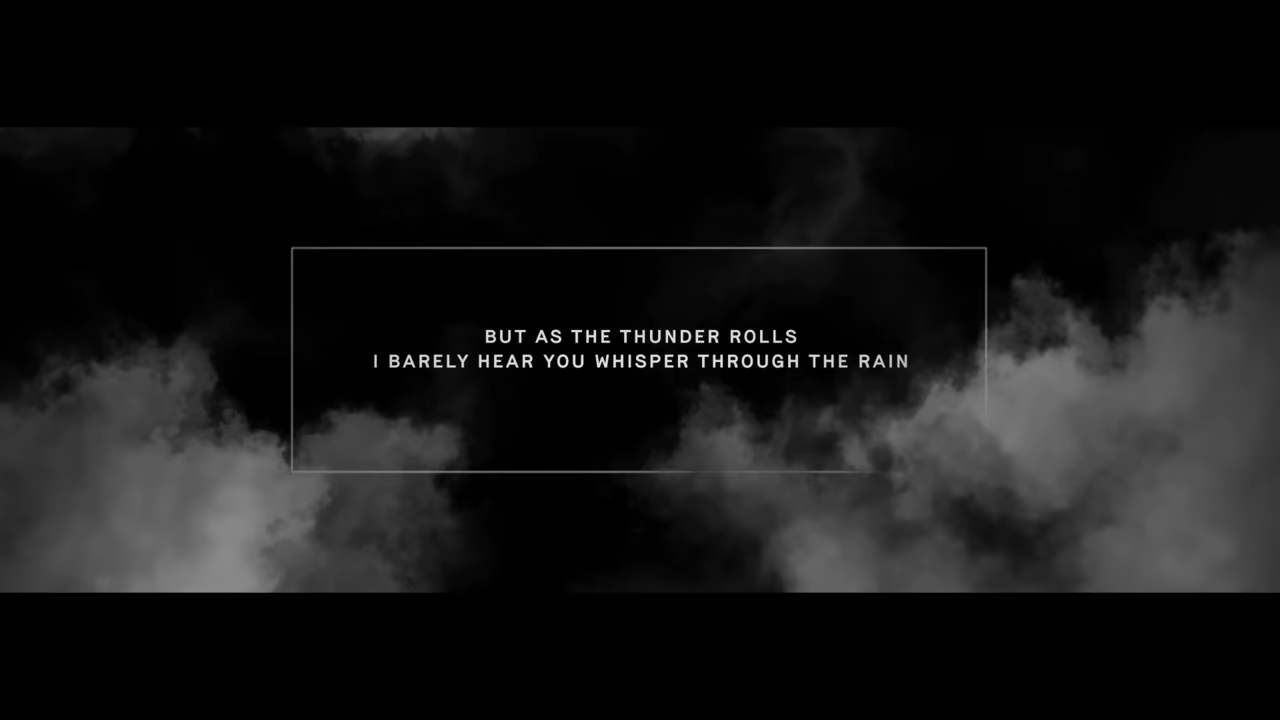 BUT AS THE THUNDER ROLLS
I BARELY HEAR YOU WHISPER THROUGH THE RAIN